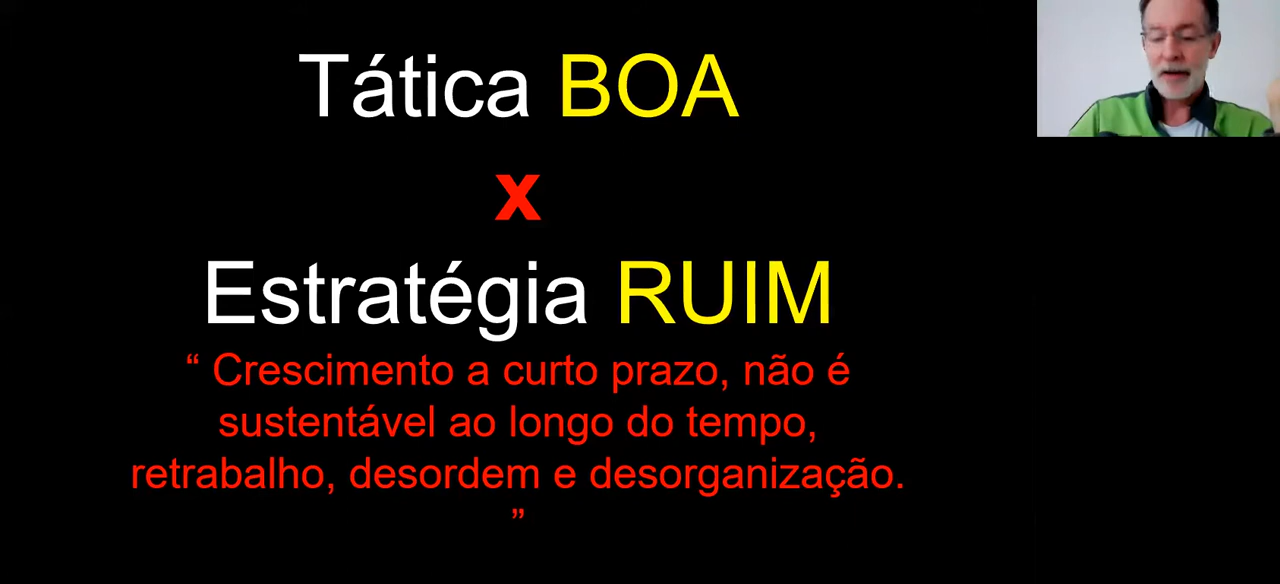 Tática BOA
x
Estratégia RUIM
“ Crescimento a curto prazo, não é
sustentável ao longo do tempo,
retrabalho, desordem e desorganização.
”